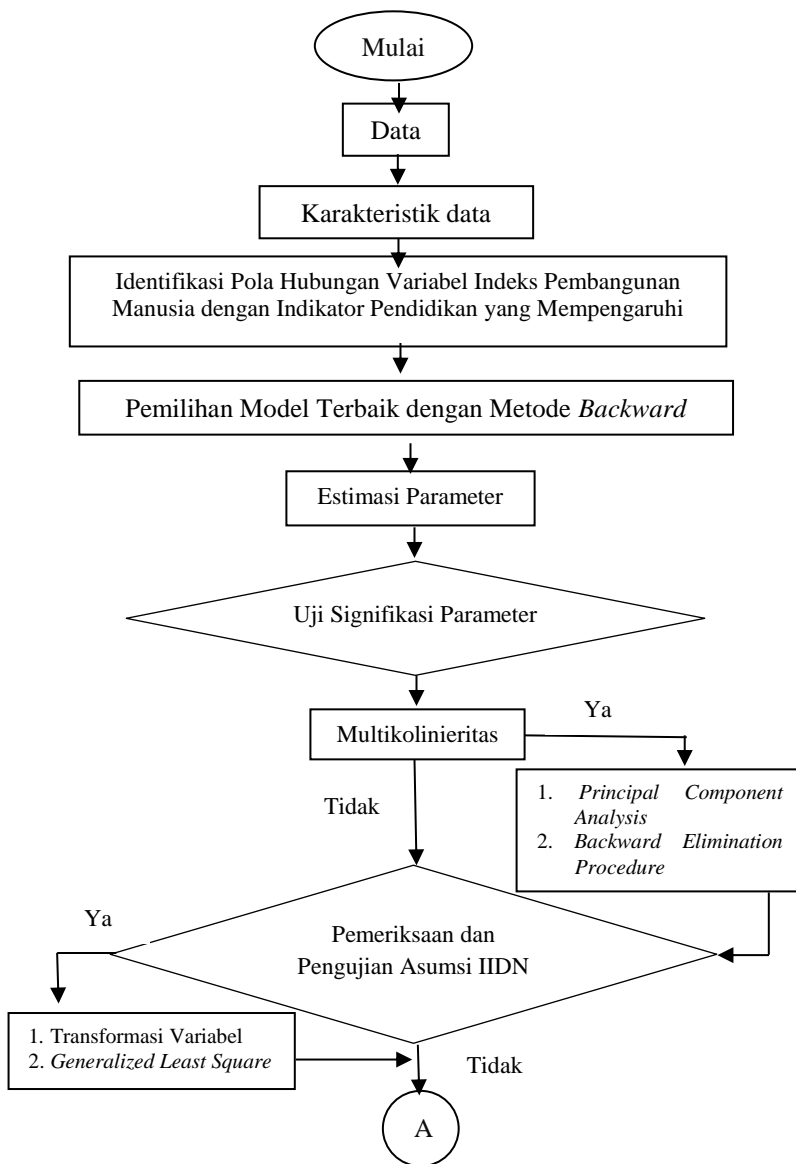 Mulai
Data
Karakteristik data
Identifikasi Pola Hubungan Variabel Indeks Pembangunan
Manusia dengan Indikator Pendidikan yang Mempengaruhi
Pemilihan Model Terbaik dengan Metode Backward
Estimasi Parameter
Uji Signifikasi Parameter
Multikolinieritas
Ya
Tidak
1. Principal Component
Analysis
2. Backward Elimination
Procedure
Ya
Pemeriksaan dan
Pengujian Asumsi IIDN
1. Transformasi Variabel
2. Generalized Least Square
Tidak
A